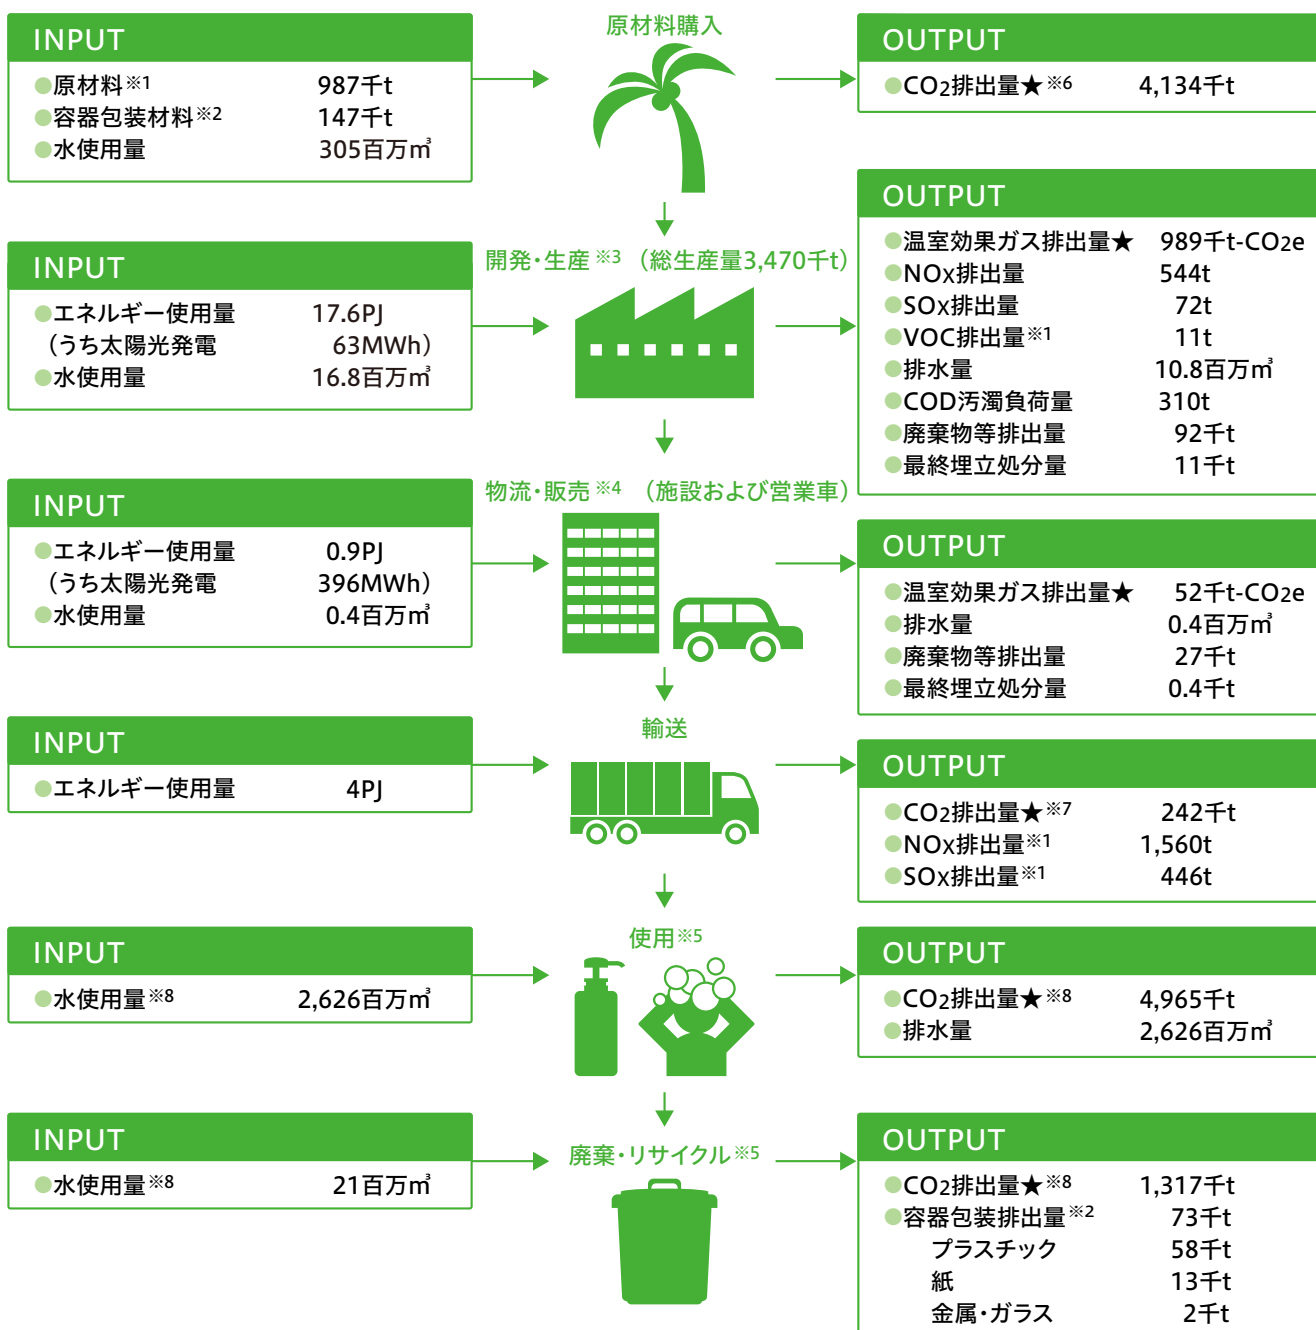 原材料購入
INPUT
●原材料※1 987千t
●容器包装材料※2 147千t
●水使用量 305百万㎥
OUTPUT
●CO2排出量★※6 4,134千t
開発・生産※3 (総生産量3,470千t)
INPUT
●エネルギー使用量 17.6PJ
(うち太陽光発電 63MWh)
●水使用量 16.8百万㎥
OUTPUT
●温室効果ガス排出量★ 989千t-CO2e
●NOx排出量 544t
●SOx排出量 72t
●VOC排出量※1 11t
●排水量 10.8百万㎥
●COD汚濁負荷量 310t
●廃棄物等排出量 92千t
●最終埋立処分量 11千t
物流・販売※4 (施設および営業車)
INPUT
●エネルギー使用量 0.9PJ
(うち太陽光発電 396MWh)
●水使用量 0.4百万㎥
OUTPUT
●温室効果ガス排出量★ 52千t-CO2e
●排水量 0.4百万㎥
●廃棄物等排出量 27千t
●最終埋立処分量 0.4千t
輸送
INPUT
●エネルギー使用量 4PJ
OUTPUT
●CO2排出量★※7 242千t
●NOx排出量※1 1,560t
●SOx排出量※1 446t
使用※5
INPUT
●水使用量※8 2,626百万㎥
OUTPUT
●CO2排出量★※8 4,965千t
●排水量 2,626百万㎥
廃棄・リサイクル※5
INPUT
●水使用量※8 21百万㎥
OUTPUT
●CO2排出量★※8 1,317千t
●容器包装排出量※2 73千t
プラスチック 58千t
紙 13千t
金属・ガラス 2千t